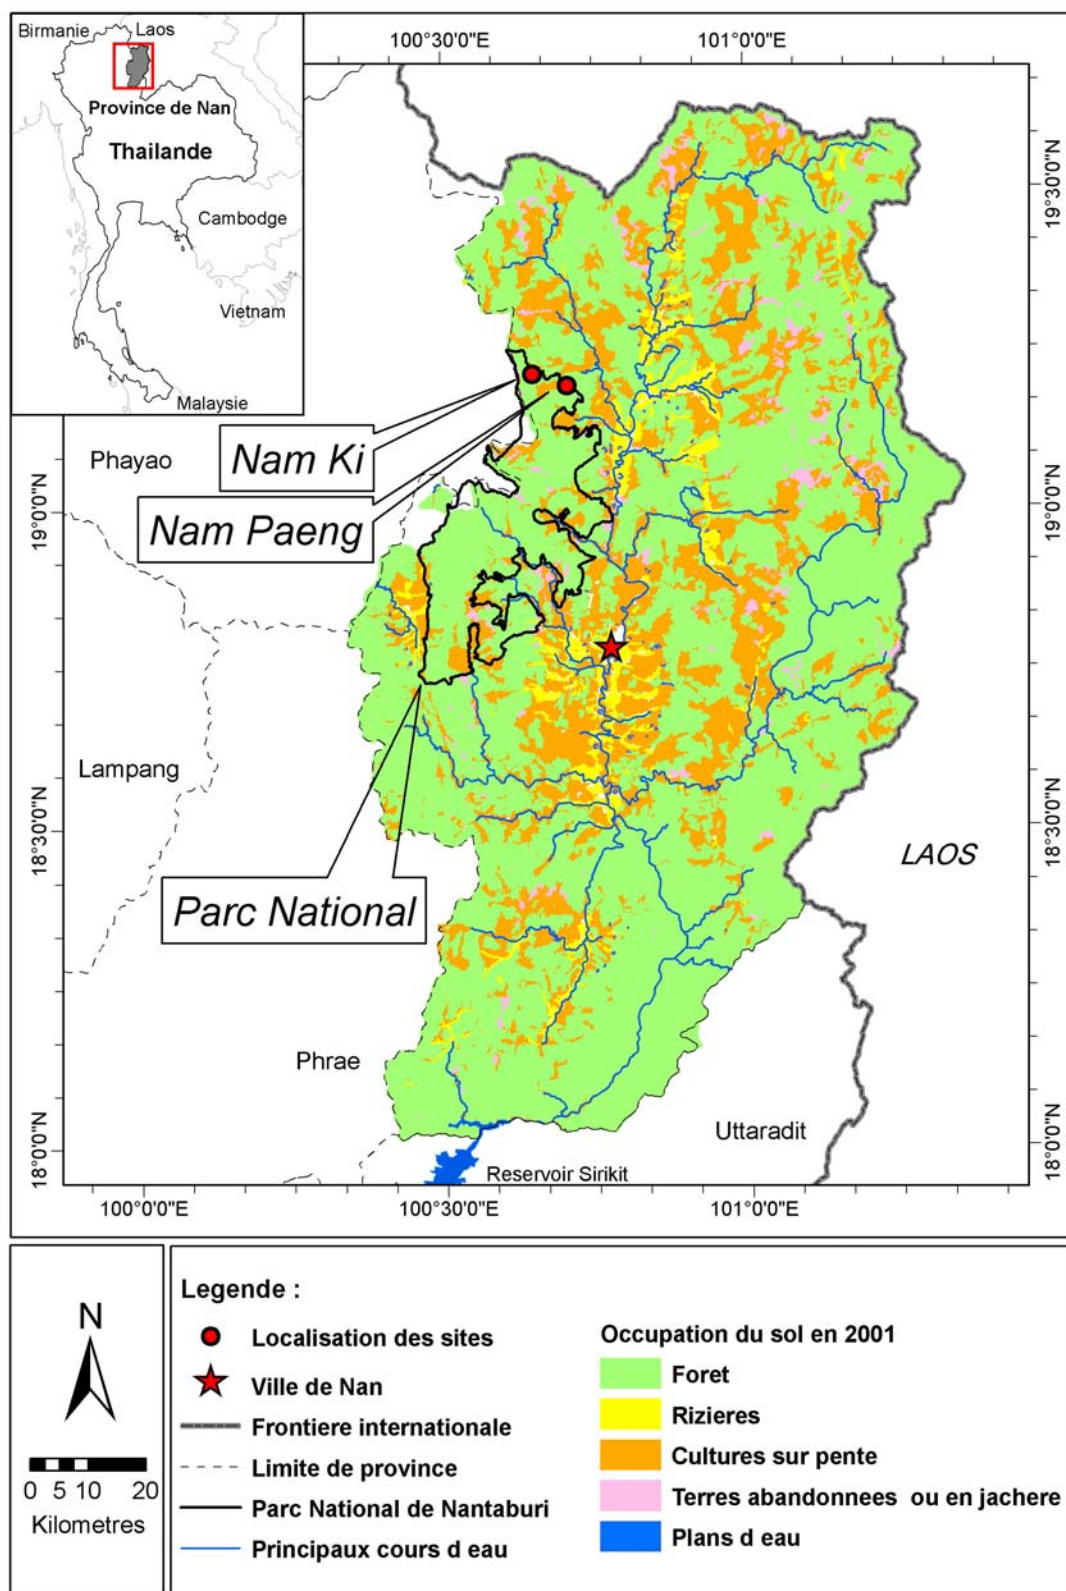 Birmanie
Laos
Province de Nan
Thailande
Cambodge
Vietnam
Malaysie
100°30'0"E
101°0'0"E
19°30'0"N
19°30'0"N
Nam Ki
Phayao
Nam Paeng
19°0'0"N
19°0'0"N
Lampang
18°30'0"N
18°30'0"N
LAOS
Parc National
Phrae
Uttaradit
18°0'0"N
18°0'0"N
Reservoir Sirikit
100°0'0"E
100°30'0"E
101°0'0"E
N
0 5 10 20
Kilometres
Legende :
Localisation des sites
Ville de Nan
Frontiere internationale
Limite de province
Parc National de Nantaburi
Principaux cours d eau
Occupation du sol en 2001
Foret
Rizieres
Cultures sur pente
Terres abandonnees ou en jachere
Plans d eau